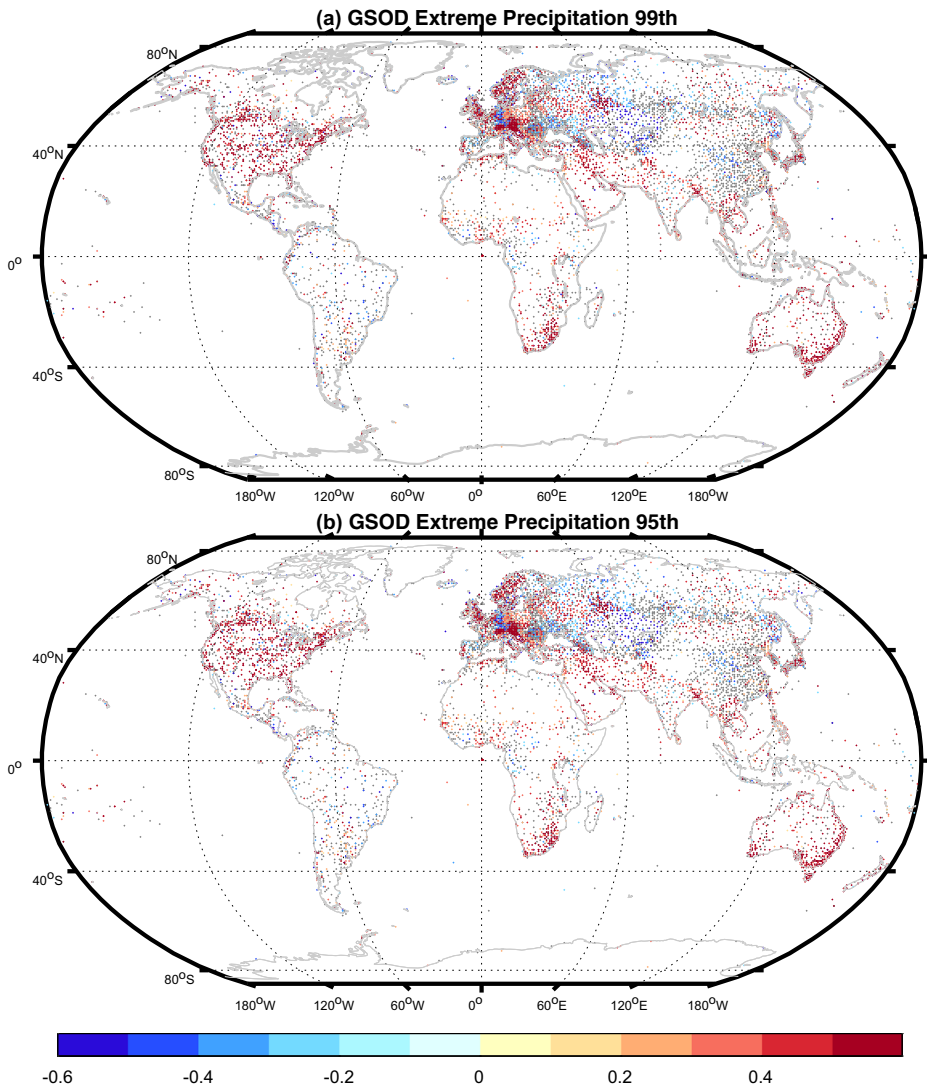 (a) GSOD Extreme Precipitation 99th
80°N
40°N
0°
40°S
80°S
180°W 120°W 60°W 0° 60°E 120°E 180°W
(b) GSOD Extreme Precipitation 95th
80°N
40°N
0°
40°S
80°S
180°W 120°W 60°W 0° 60°E 120°E 180°W
-0.6 -0.4 -0.2 0 0.2 0.4